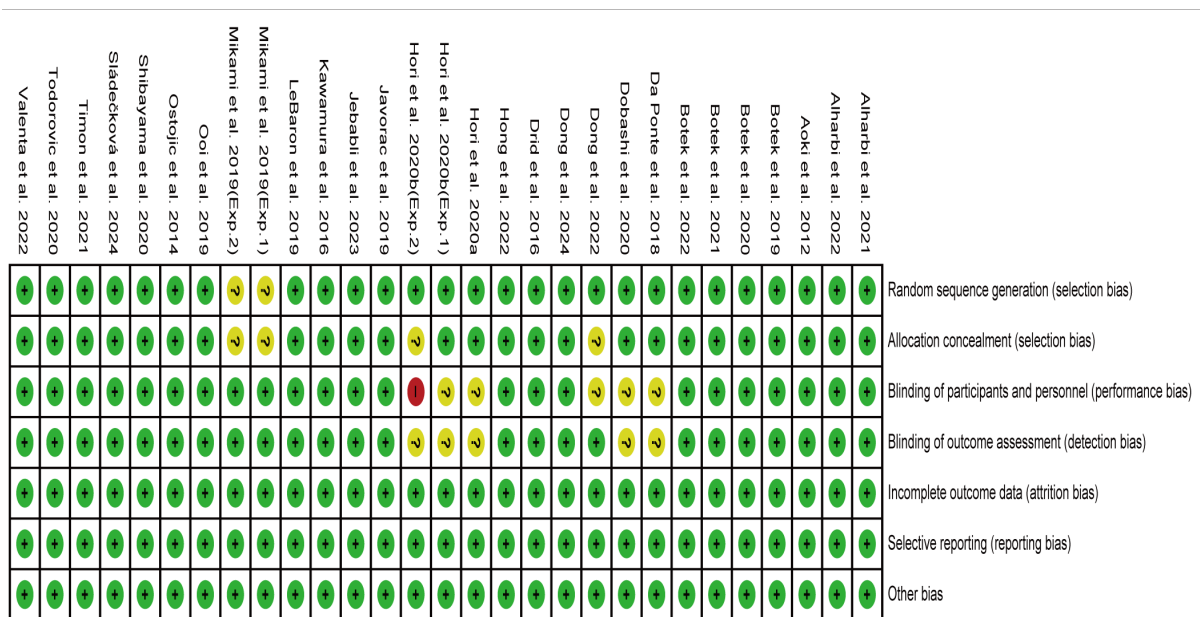 Valenta et al. 2022
Todorovic et al. 2020
Timon et al. 2021
Sládečková et al. 2024
Shibayama et al. 2020
Ostojic et al. 2014
Ooi et al. 2019
Mikami et al. 2019(Exp.2)
Mikami et al. 2019(Exp.1)
LeBaron et al. 2019
Kawamura et al. 2016
Jebabli et al. 2023
Javorac et al. 2019
Hori et al. 2020b(Exp.2)
Hori et al. 2020b(Exp.1)
Hori et al. 2020a
Hong et al. 2022
Drid et al. 2016
Dong et al. 2024
Dong et al. 2022
Dobashi et al. 2020
Da Ponte et al. 2018
Botek et al. 2022
Botek et al. 2021
Botek et al. 2020
Botek et al. 2019
Aoki et al. 2012
Alharbi et al. 2022
Alharbi et al. 2021
+ + + + + + + ? ? + + + + + + + + + + + + + + + + + + + + Random sequence generation (selection bias)
+ + + + + + + ? ? + + + + ? + + + + + ? + + + + + + + + + Allocation concealment (selection bias)
+ + + + + + + + + + + + + − ? ? + + + ? ? ? + + + + + + + Blinding of participants and personnel (performance bias)
+ + + + + + + + + + + + + ? ? ? + + + + ? ? + + + + + + + Blinding of outcome assessment (detection bias)
+ + + + + + + + + + + + + + + + + + + + + + + + + + + + + Incomplete outcome data (attrition bias)
+ + + + + + + + + + + + + + + + + + + + + + + + + + + + + Selective reporting (reporting bias)
+ + + + + + + + + + + + + + + + + + + + + + + + + + + + + Other bias